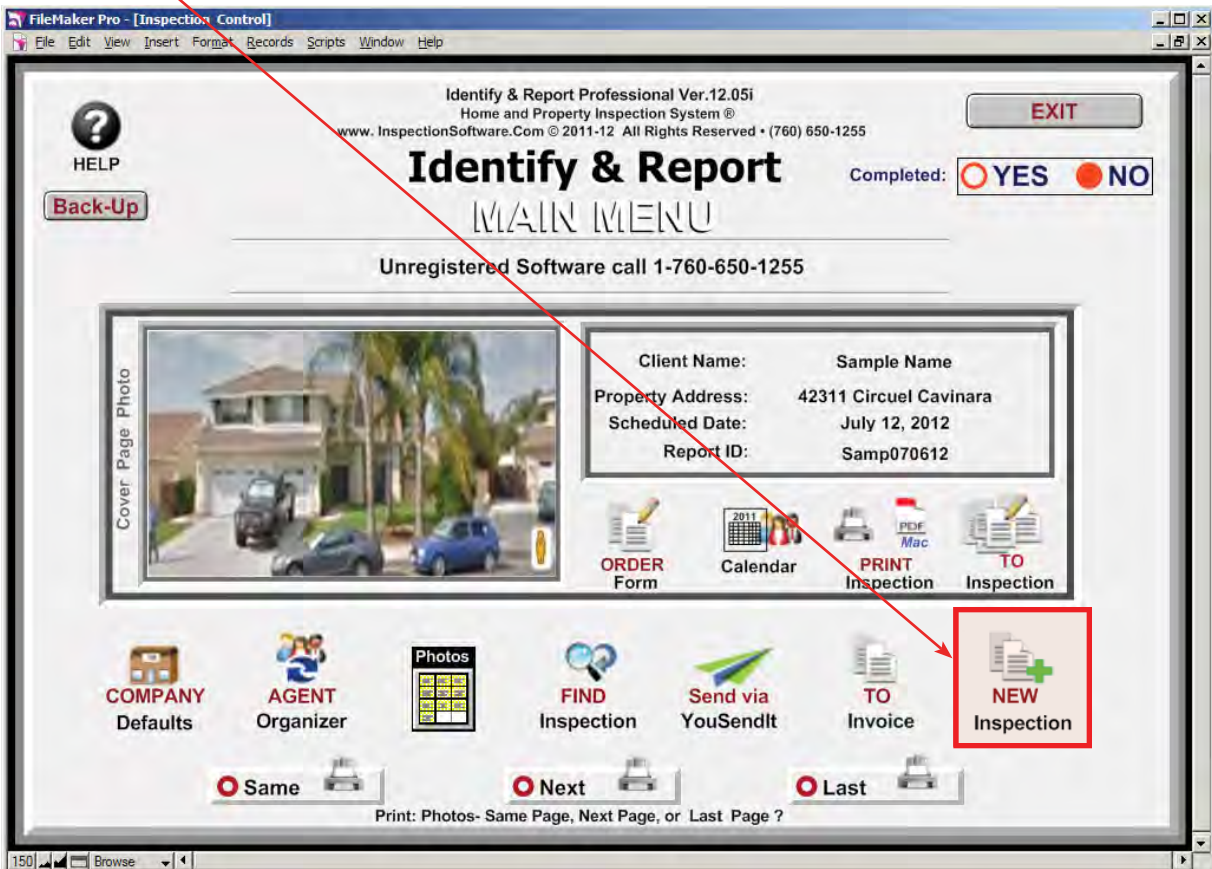 FileMaker Pro - [Inspection Control]
File Edit View Insert Format Records Scripts Window Help
Identify & Report Professional Ver.12.05i
Home and Property Inspection System ®
www. InspectionSoftware.Com © 2011-12 All Rights Reserved • (760) 650-1255
EXIT
?
HELP
Identify & Report
Completed: YES NO
Back-Up
MAIN MENU
Unregistered Software call 1-760-650-1255
Cover Page Photo
Client Name: Sample Name
Property Address: 42311 Circuel Cavinara
Scheduled Date: July 12, 2012
Report ID: Samp070612
2011
PDF
Mac
ORDER
Form
Calendar
PRINT
Inspection
TO
Inspection
COMPANY
Defaults
AGENT
Organizer
Photos
FIND
Inspection
Send via
YouSendIt
TO
Invoice
NEW
Inspection
Same Next Last
Print: Photos- Same Page, Next Page, or Last Page ?
150 Browse